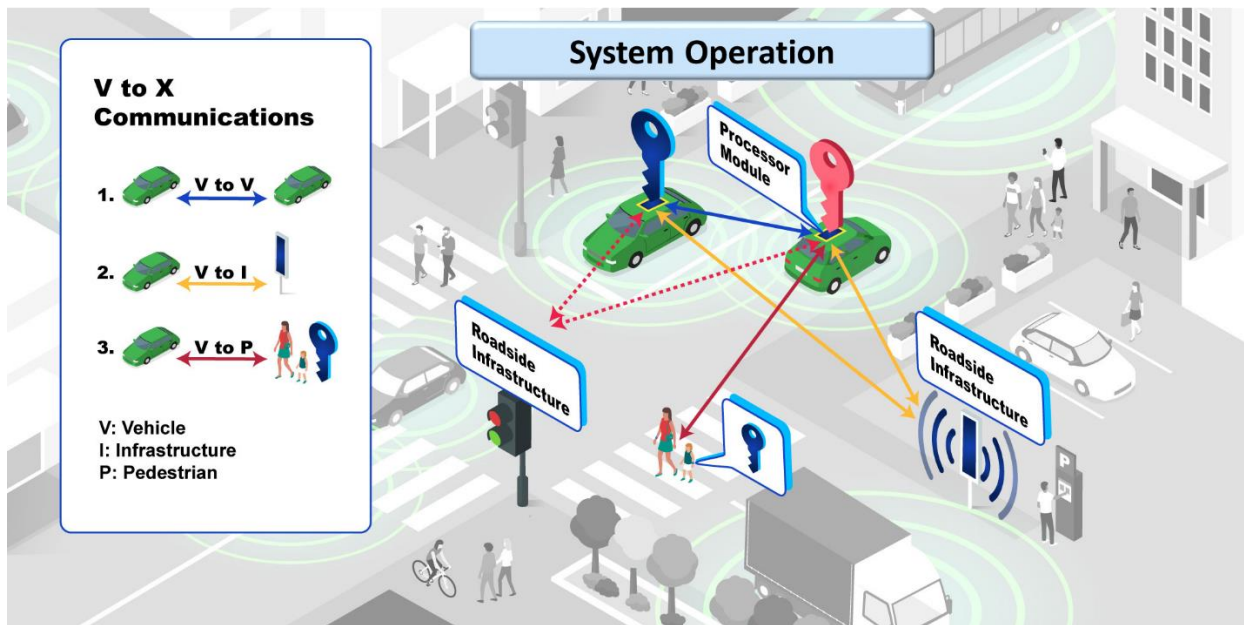 System Operation
V to X
Communications
1.
V to V
2.
V to I
3.
V to P
V: Vehicle
I: Infrastructure
P: Pedestrian
Processor
Module
Roadside
Infrastructure
Roadside
Infrastructure
P